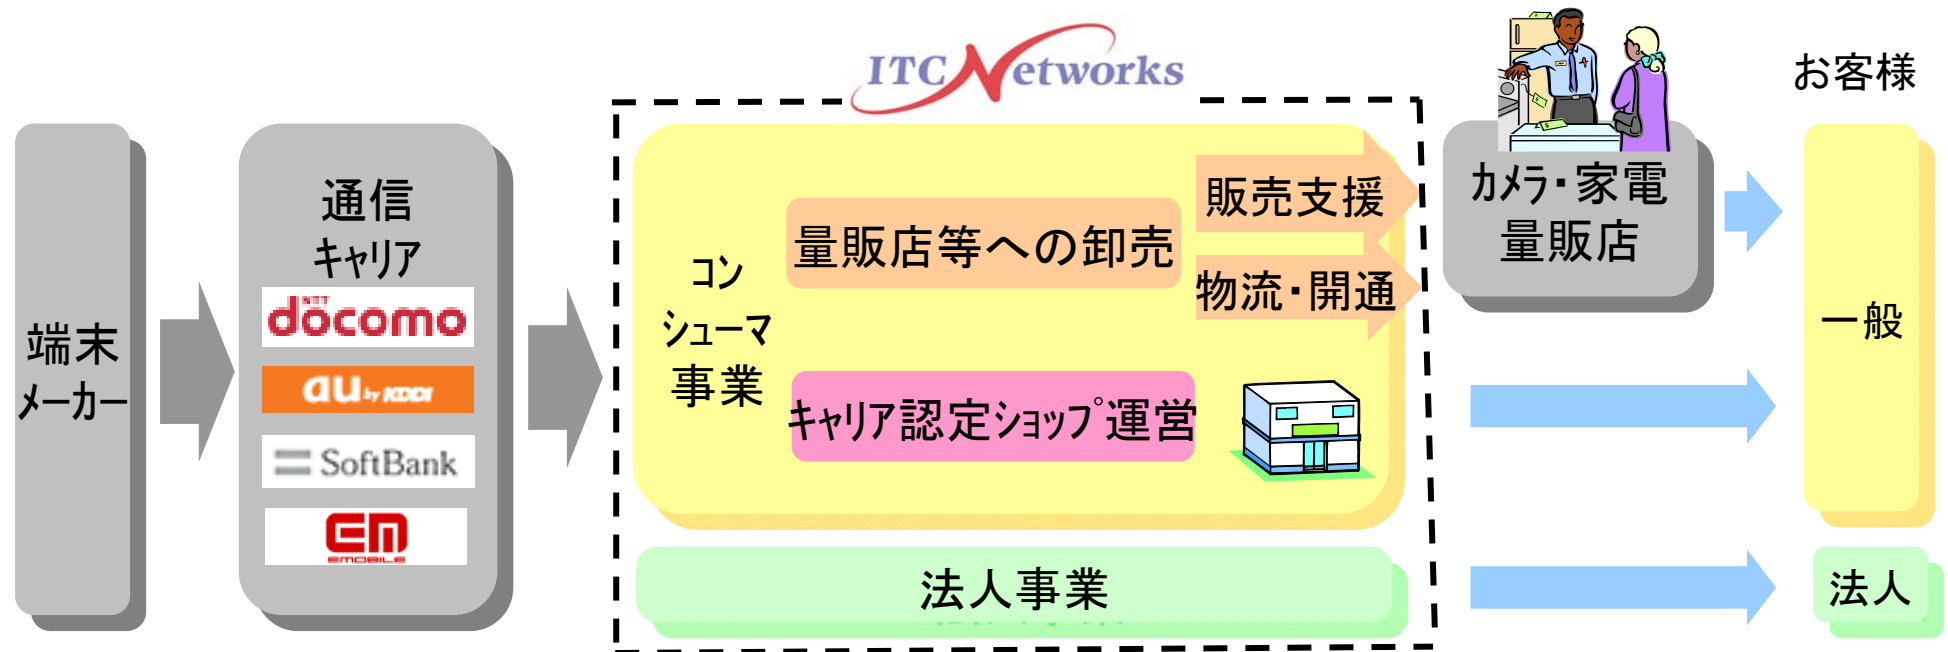 ITC Networks
お客様
端末
メーカー
通信
キャリア
NTT
döcomo
au by KDDI
SoftBank
EM
EMOBILE
コン
シューマ
事業
量販店等への卸売
販売支援
物流・開通
キャリア認定ショップ運営
法人事業
カメラ・家電
量販店
一般
法人